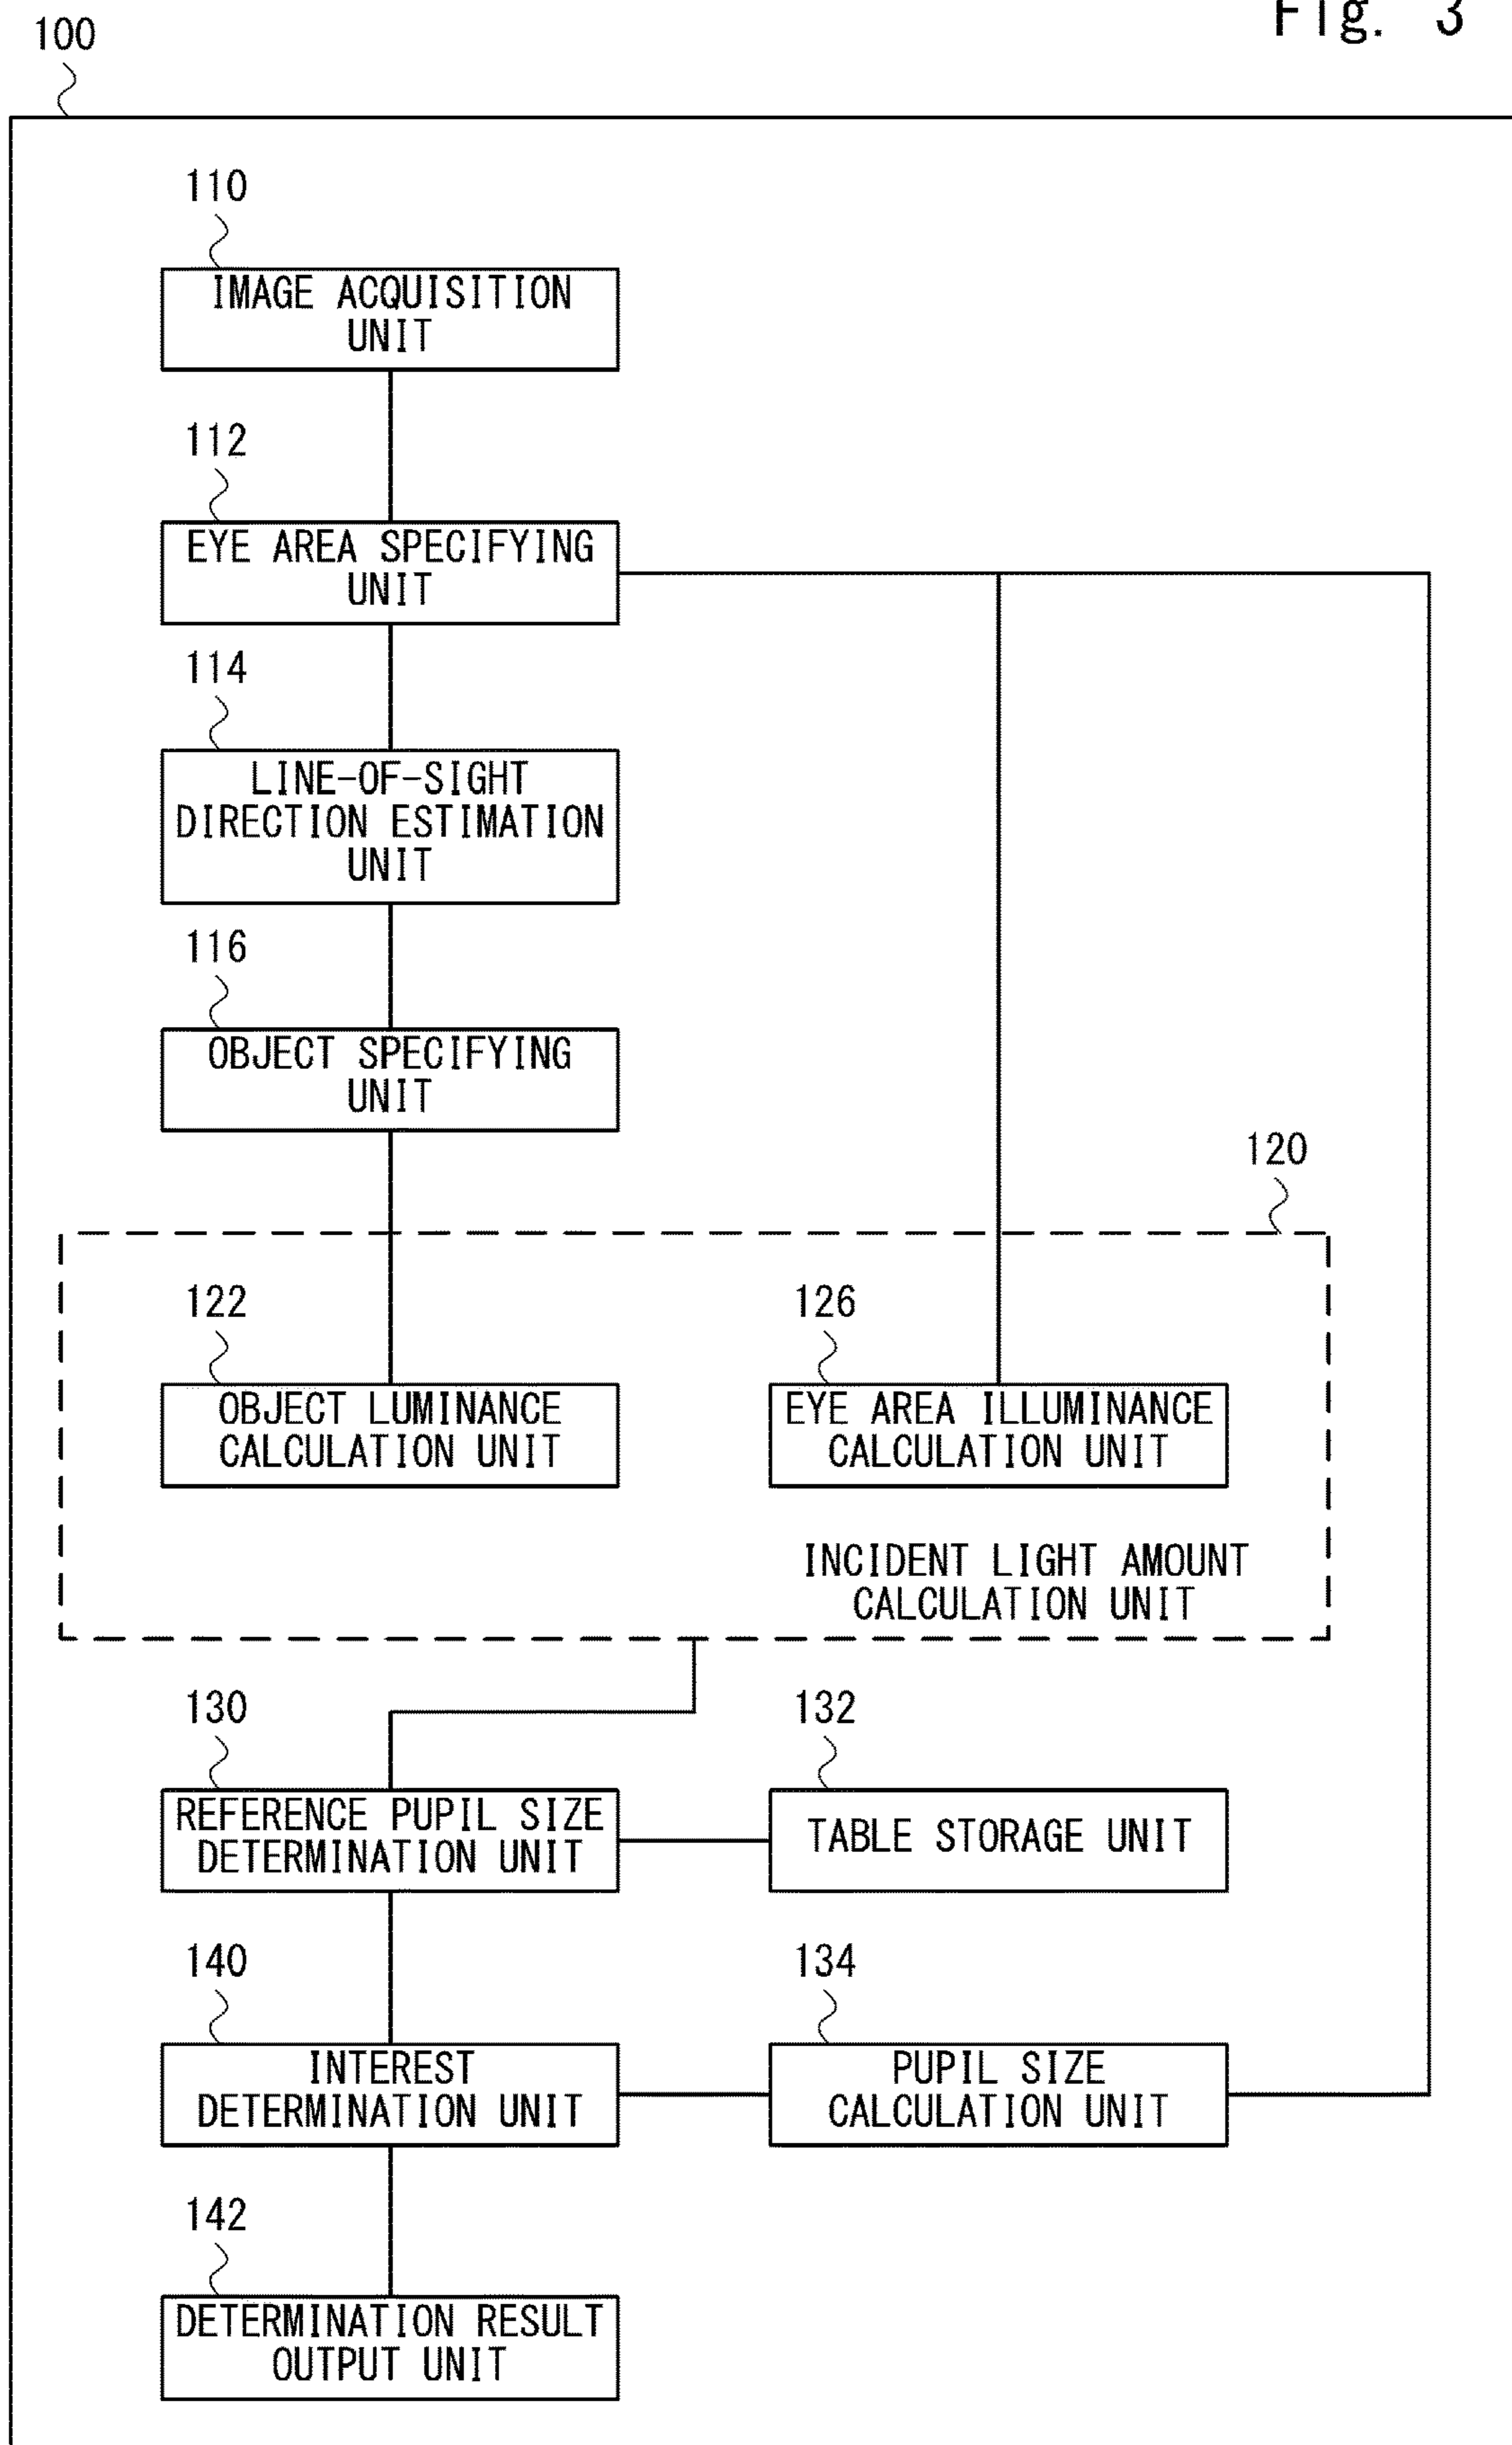 Fig. 3
100
110
IMAGE ACQUISITION
UNIT
112
EYE AREA SPECIFYING
UNIT
114
LINE-OF-SIGHT
DIRECTION ESTIMATION
UNIT
116
OBJECT SPECIFYING
UNIT
120
122
OBJECT LUMINANCE
CALCULATION UNIT
126
EYE AREA ILLUMINANCE
CALCULATION UNIT
INCIDENT LIGHT AMOUNT
CALCULATION UNIT
130
REFERENCE PUPIL SIZE
DETERMINATION UNIT
132
TABLE STORAGE UNIT
140
INTEREST
DETERMINATION UNIT
134
PUPIL SIZE
CALCULATION UNIT
142
DETERMINATION RESULT
OUTPUT UNIT